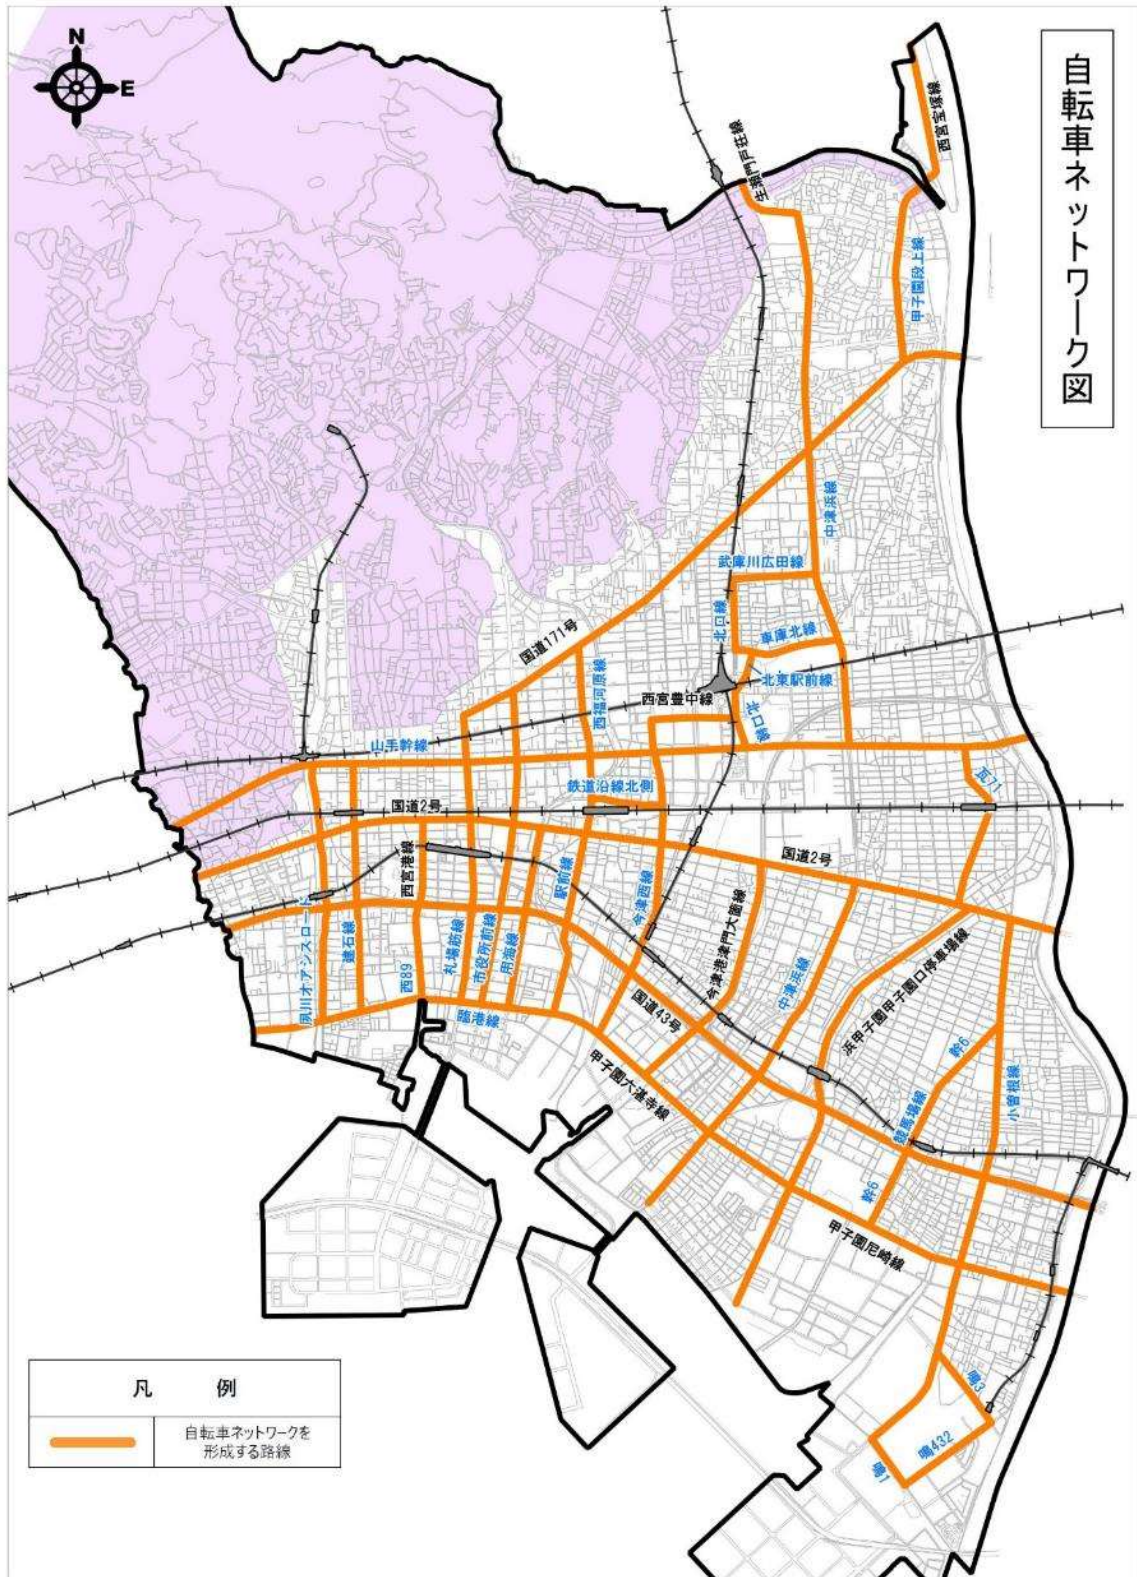 自転車ネットワーク図
N
E
西宮宝塚線
生瀬門戸荘線
甲子園段上線
中津浜線
武庫川広田線
北口線
車庫北線
国道171号
北東駅前線
西福河原線
西宮豊中線
山手幹線
鉄道沿線北側
瓦71
国道2号
国道2号
西宮港線
駅前線
今津西線
今津港津門大箇線
夙川オアシスロード
建石線
西89
札場筋線
市役所前線
用海線
中津浜線
浜甲子園甲子園口停車場線
臨港線
国道43号
幹6
小曽根線
甲子園六湛寺線
競馬場線
幹6
甲子園尼崎線
鳴3
鳴432
鳴1
凡 例
自転車ネットワークを
形成する路線